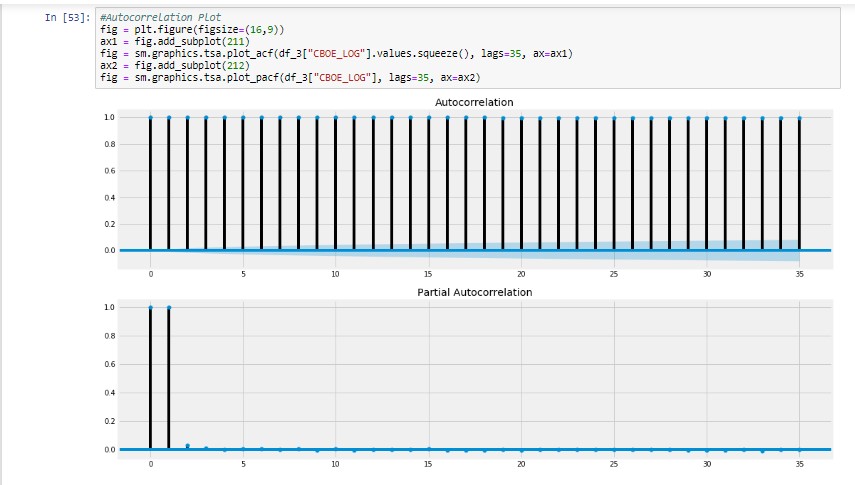 In [53]: #Autocorrelation Plot
fig = plt.figure(figsize=(16,9))
ax1 = fig.add_subplot(211)
fig = sm.graphics.tsa.plot_acf(df_3["CBOE_LOG"].values.squeeze(), lags=35, ax=ax1)
ax2 = fig.add_subplot(212)
fig = sm.graphics.tsa.plot_pacf(df_3["CBOE_LOG"], lags=35, ax=ax2)
Autocorrelation
1.0
0.8
0.6
0.4
0.2
0.0
0 5 10 15 20 25 30 35
Partial Autocorrelation
1.0
0.8
0.6
0.4
0.2
0.0
0 5 10 15 20 25 30 35